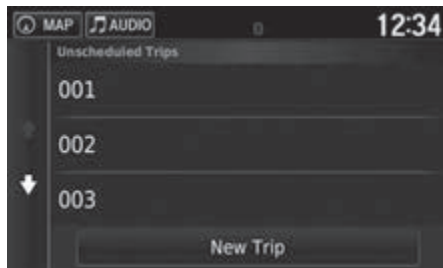 MAP AUDIO 12:34
Unscheduled Trips
001
002
003
New Trip